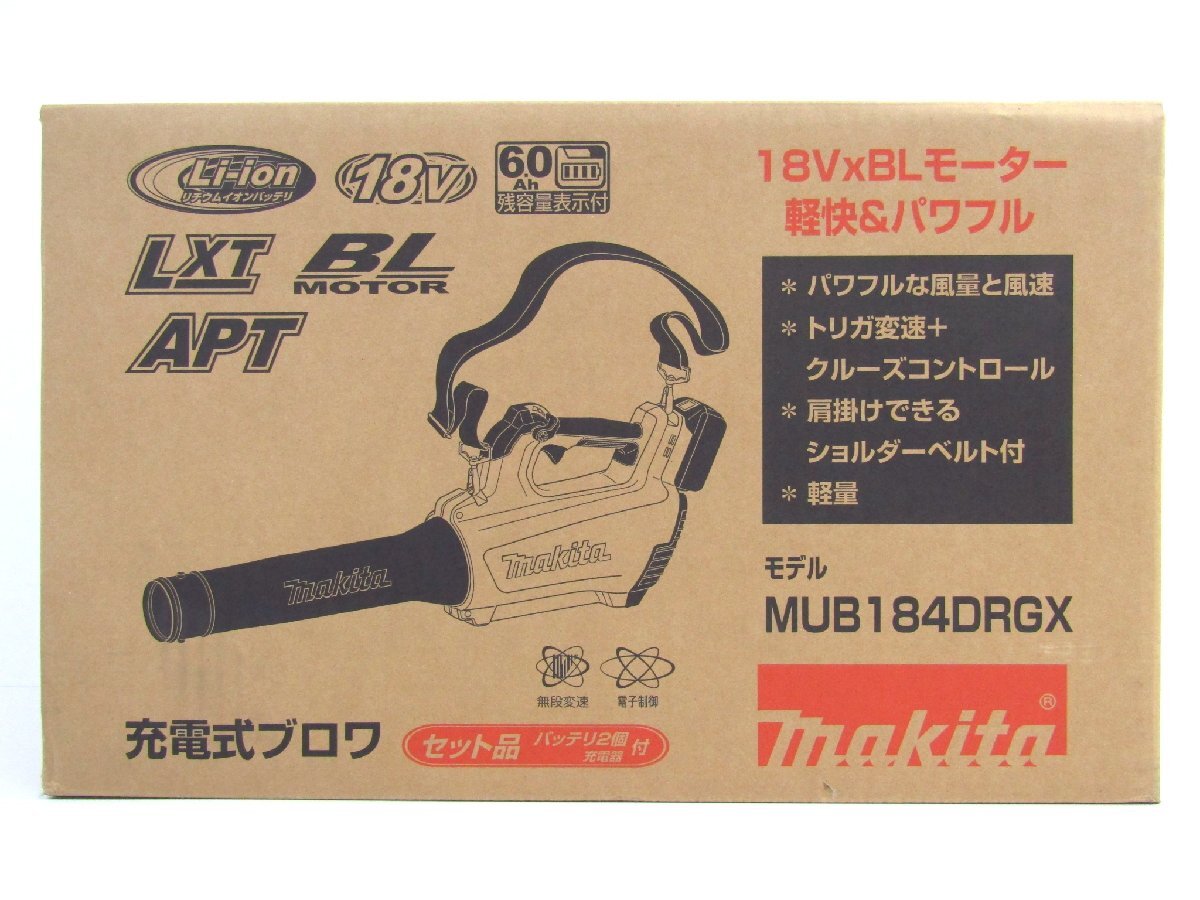 Li-ion
リチウムイオンバッテリ
18V
6.0
Ah
残容量表示付
LXT
BL
MOTOR
APT
18VxBLモーター
軽快&パワフル
* パワフルな風量と風速
* トリガ変速+
クルーズコントロール
* 肩掛けできる
ショルダーベルト付
* 軽量
makita
makita
モデル
MUB184DRGX
無段変速
電子制御
充電式ブロワ
セット品 バッテリ2個
充電器
付
makita®